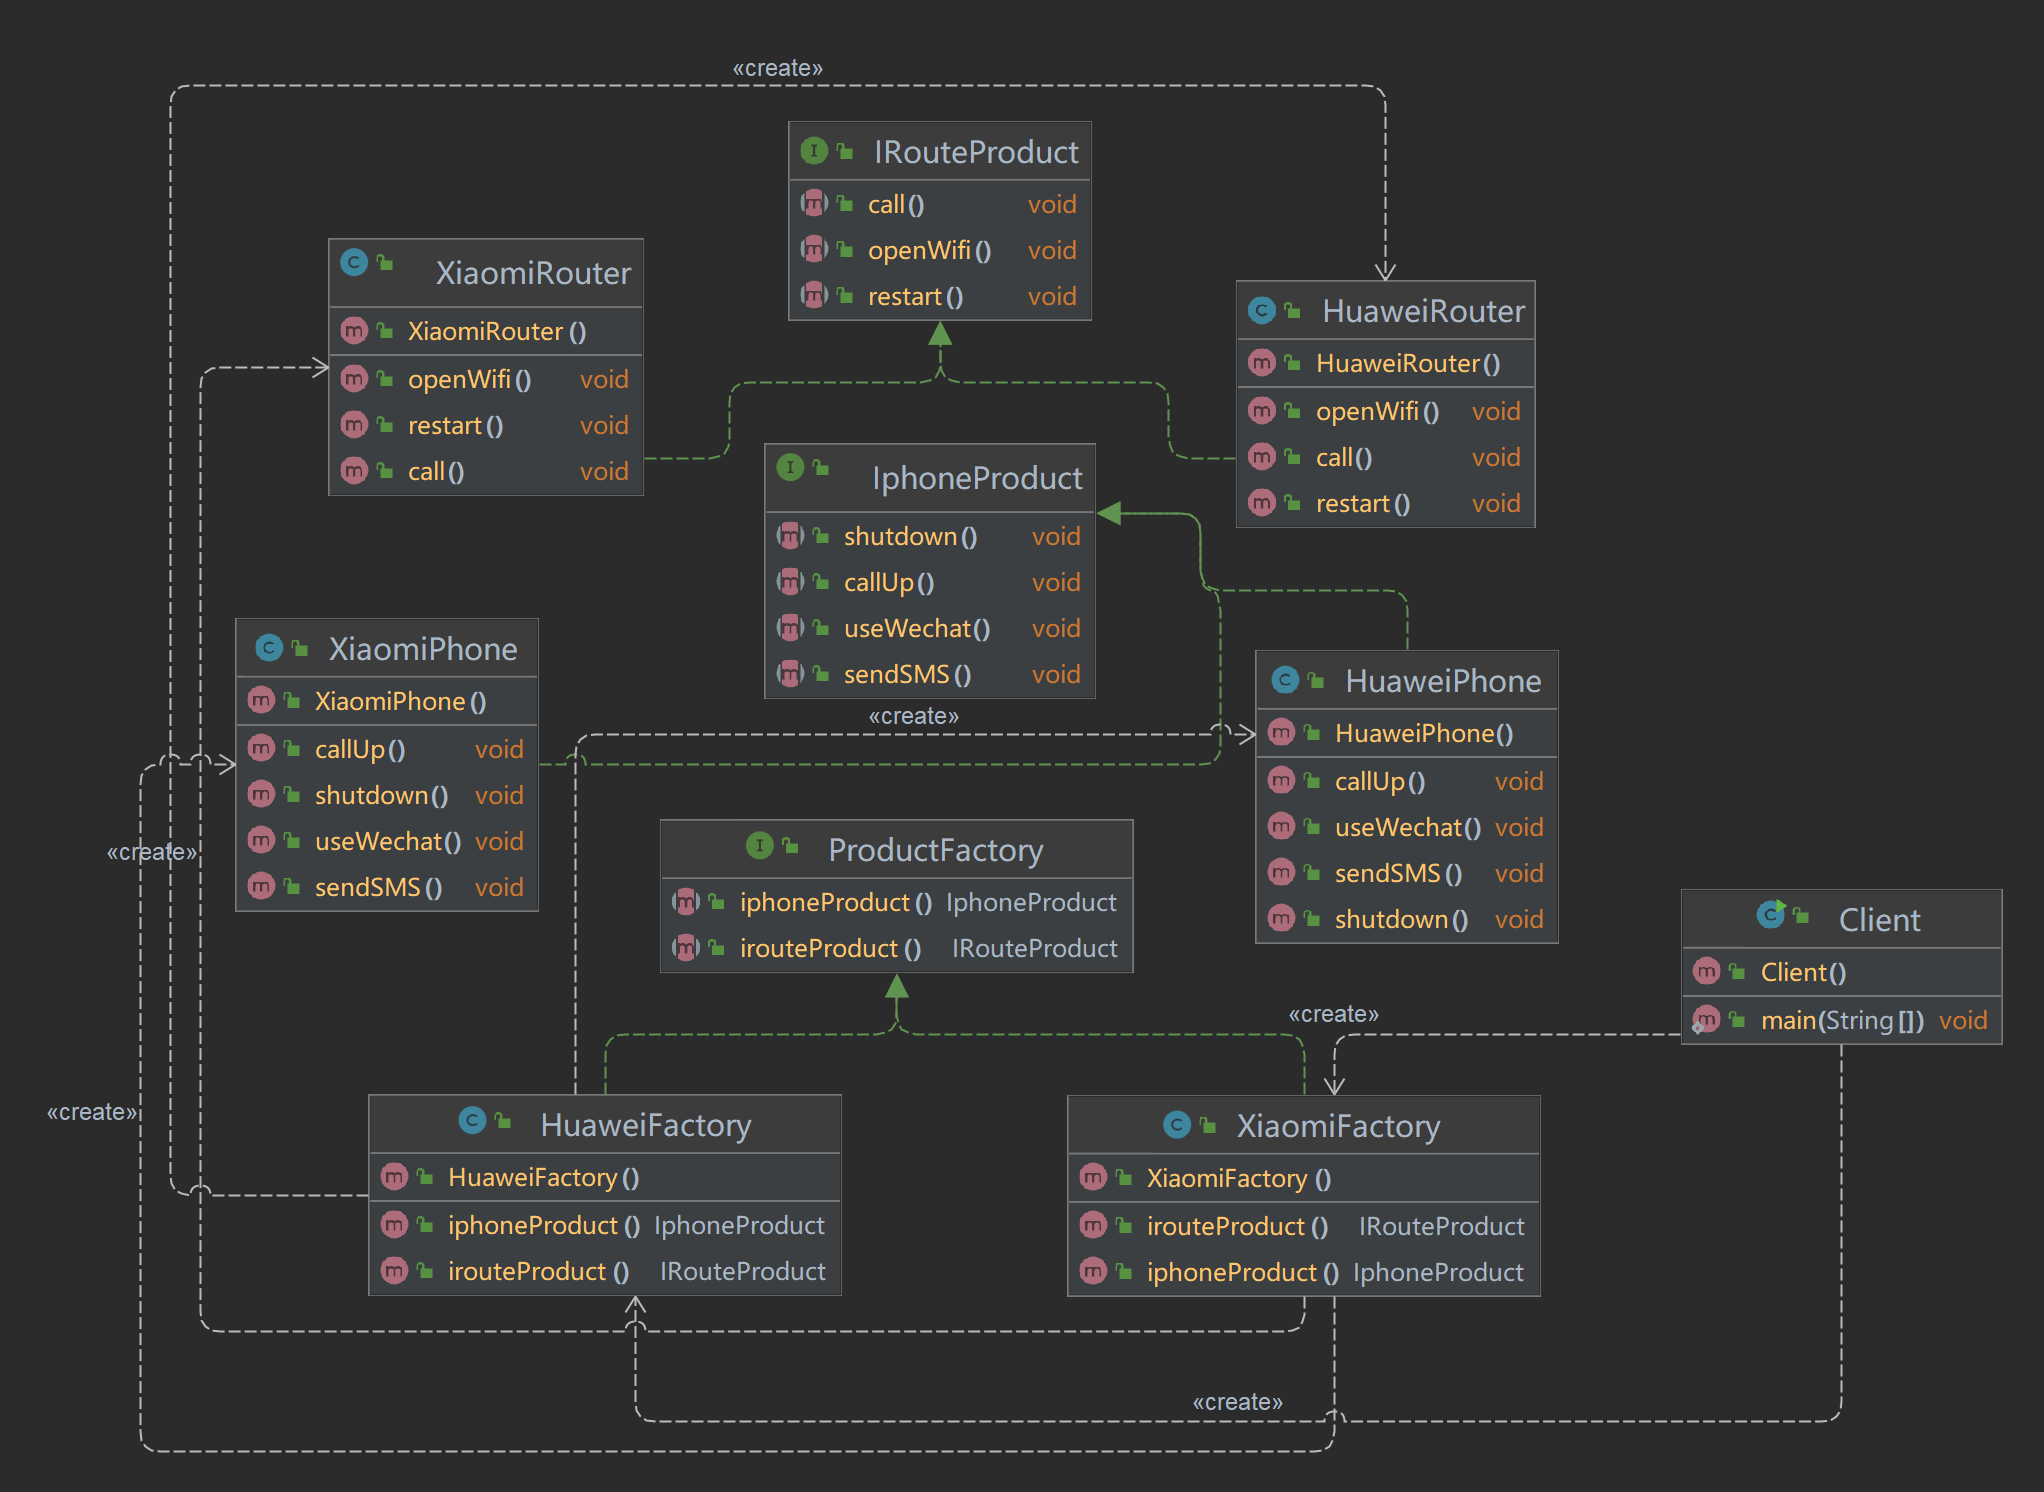 «create»
IRouteProduct
call() void
openWifi() void
restart() void
XiaomiRouter
XiaomiRouter()
openWifi() void
restart() void
call() void
HuaweiRouter
HuaweiRouter()
openWifi() void
call() void
restart() void
IphoneProduct
shutdown() void
callUp() void
useWechat() void
sendSMS() void
«create»
XiaomiPhone
XiaomiPhone()
callUp() void
shutdown() void
useWechat() void
sendSMS() void
«create»
HuaweiPhone
HuaweiPhone()
callUp() void
useWechat() void
sendSMS() void
shutdown() void
ProductFactory
iphoneProduct() IphoneProduct
irouteProduct() IRouteProduct
Client
Client()
main(String[]) void
«create»
«create»
HuaweiFactory
HuaweiFactory()
iphoneProduct() IphoneProduct
irouteProduct() IRouteProduct
XiaomiFactory
XiaomiFactory()
irouteProduct() IRouteProduct
iphoneProduct() IphoneProduct
«create»